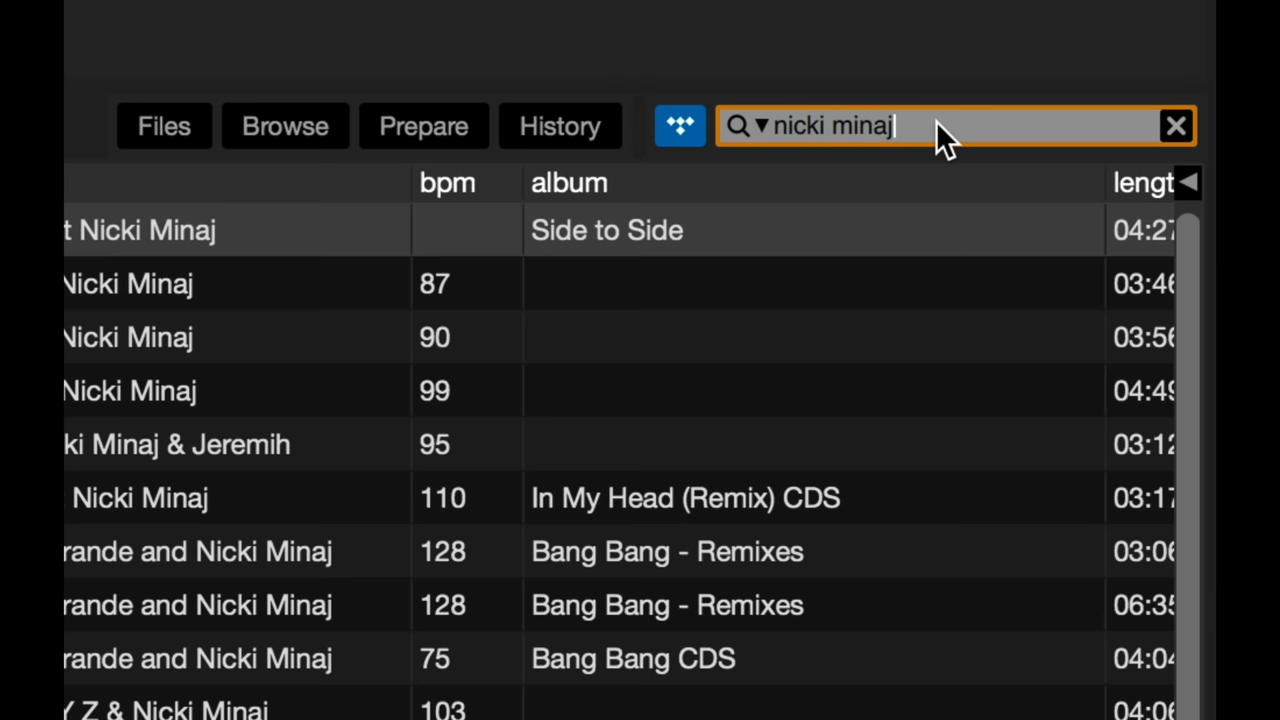 Files Browse Prepare History nicki minaj
bpm album lengt
t Nicki Minaj Side to Side 04:27
Nicki Minaj 87 03:46
Nicki Minaj 90 03:56
Nicki Minaj 99 04:49
ki Minaj & Jeremih 95 03:12
Nicki Minaj 110 In My Head (Remix) CDS 03:17
rande and Nicki Minaj 128 Bang Bang - Remixes 03:06
rande and Nicki Minaj 128 Bang Bang - Remixes 06:35
rande and Nicki Minaj 75 Bang Bang CDS 04:04
Y Z & Nicki Minaj 103 04:06